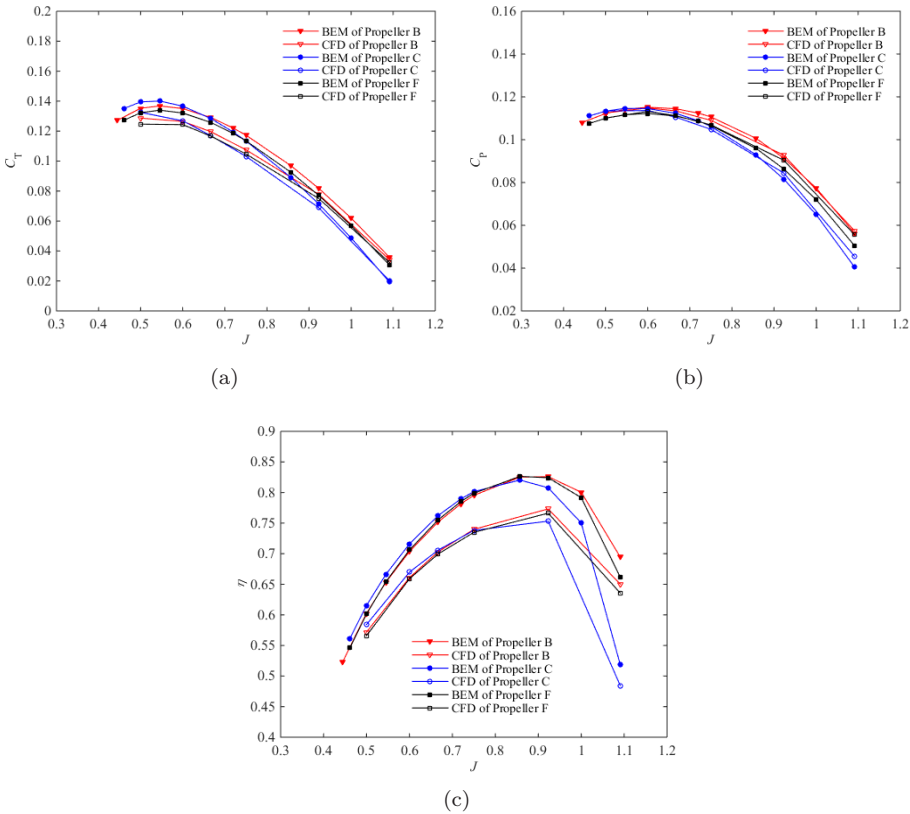 0.2
0.18
0.16
0.14
0.12
0.1
0.08
0.06
0.04
0.02
0
C_T
BEM of Propeller B
CFD of Propeller B
BEM of Propeller C
CFD of Propeller C
BEM of Propeller F
CFD of Propeller F
0.3 0.4 0.5 0.6 0.7 0.8 0.9 1 1.1 1.2
J
(a)
0.16
0.14
0.12
0.1
0.08
0.06
0.04
0.02
C_P
BEM of Propeller B
CFD of Propeller B
BEM of Propeller C
CFD of Propeller C
BEM of Propeller F
CFD of Propeller F
0.3 0.4 0.5 0.6 0.7 0.8 0.9 1 1.1 1.2
J
(b)
0.9
0.85
0.8
0.75
0.7
0.65
0.6
0.55
0.5
0.45
0.4
η
BEM of Propeller B
CFD of Propeller B
BEM of Propeller C
CFD of Propeller C
BEM of Propeller F
CFD of Propeller F
0.3 0.4 0.5 0.6 0.7 0.8 0.9 1 1.1 1.2
J
(c)